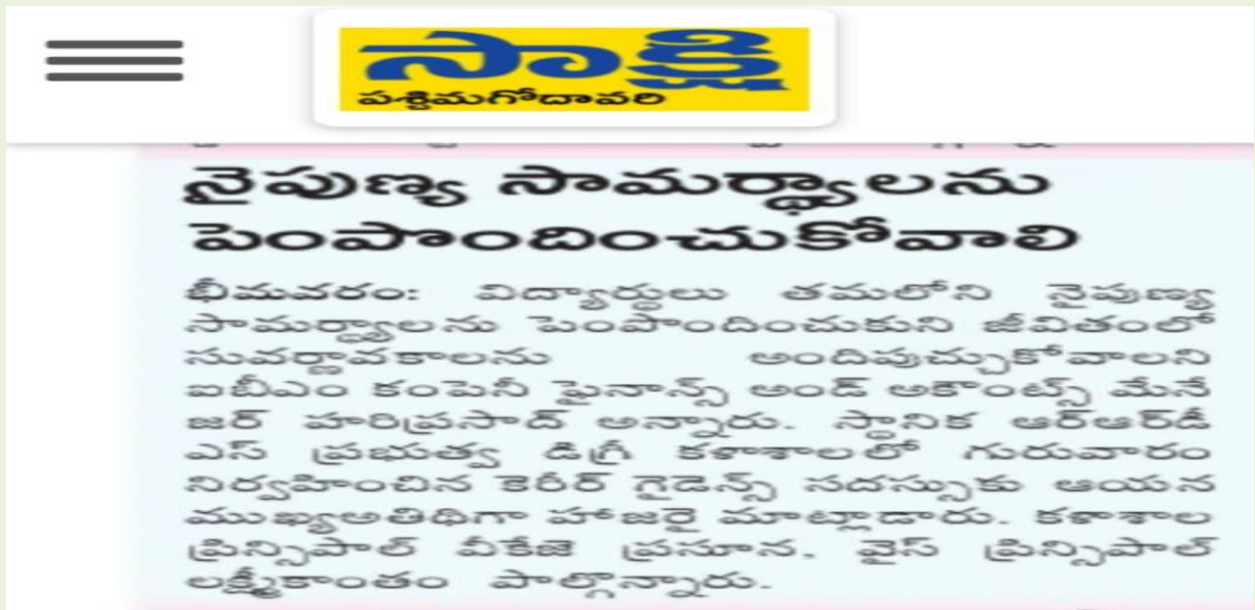 సాక్షి
పశ్చిమగోదావరి
నైపుణ్య సామర్థ్యాలను
పెంపొందించుకోవాలి
భీమవరం: విద్యార్థులు తమలోని నైపుణ్య
సామర్థ్యాలను పెంపొందించుకుని జీవితంలో
సువర్ణావకాలను అందిపుచ్చుకోవాలని
ఐబీఎం కంపెనీ ఫైనాన్స్ అండ్ అకౌంట్స్ మేనే
జర్ హరిప్రసాద్ అన్నారు. స్థానిక ఆర్ఆర్‌డీ
ఎస్ ప్రభుత్వ డిగ్రీ కళాశాలలో గురువారం
నిర్వహించిన కెరీర్ గైడెన్స్ సదస్సుకు ఆయన
ముఖ్యఅతిథిగా హాజరై మాట్లాడారు. కళాశాల
ప్రిన్సిపాల్ వీకేజె ప్రసూన, వైస్ ప్రిన్సిపాల్
లక్ష్మీకాంతం పాల్గొన్నారు.